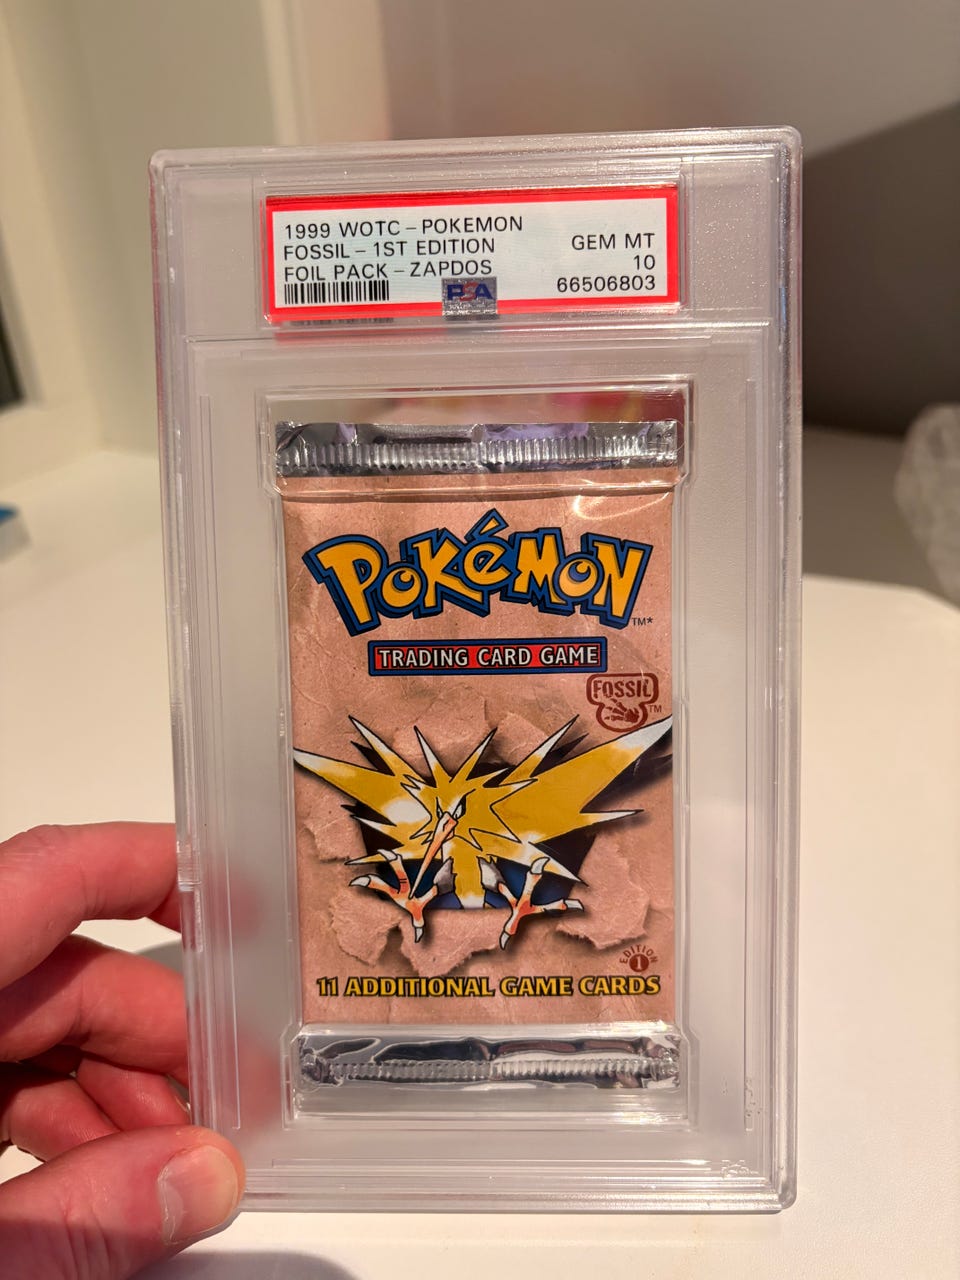 1999 WOTC - POKEMON
FOSSIL - 1ST EDITION
FOIL PACK - ZAPDOS
GEM MT
10
66506803
PSA
POKéMON
TM*
TRADING CARD GAME
FOSSIL
TM
EDITION
1
11 ADDITIONAL GAME CARDS